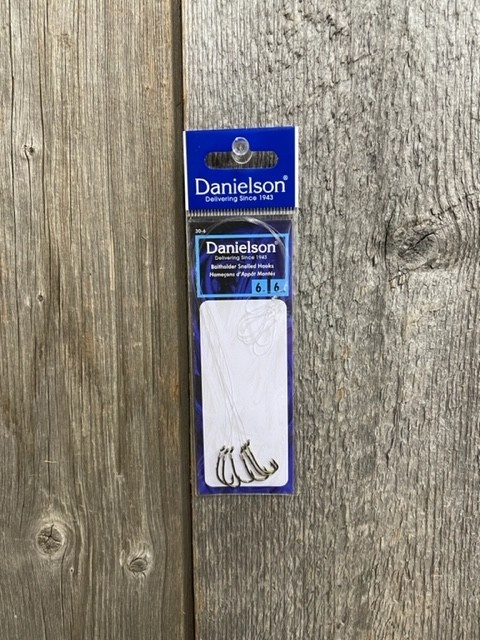 Danielson®
Delivering Since 1943
30-6
Danielson®
Delivering Since 1943
Baitholder Snelled Hooks
Hameçons d'Appât Montés
6 6